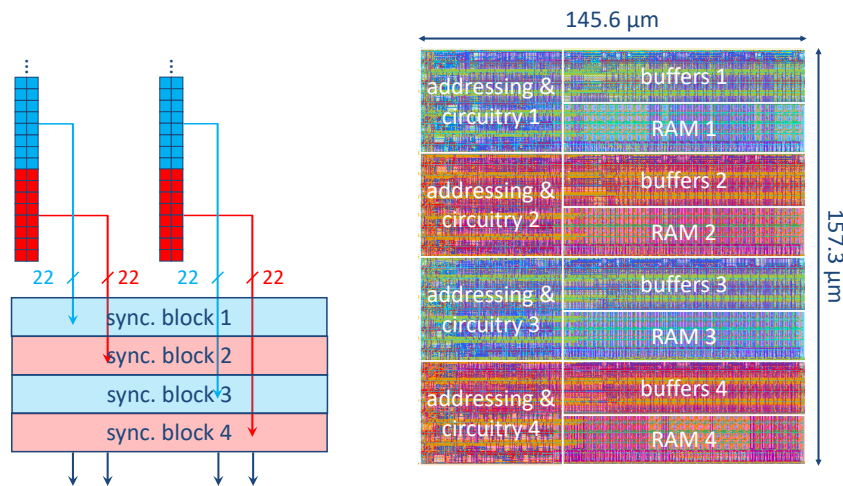 ⋮ ⋮
22 22 22 22
sync. block 1
sync. block 2
sync. block 3
sync. block 4
145.6 µm
157.3 µm
addressing &
circuitry 1
buffers 1
RAM 1
addressing &
circuitry 2
buffers 2
RAM 2
addressing &
circuitry 3
buffers 3
RAM 3
addressing &
circuitry 4
buffers 4
RAM 4